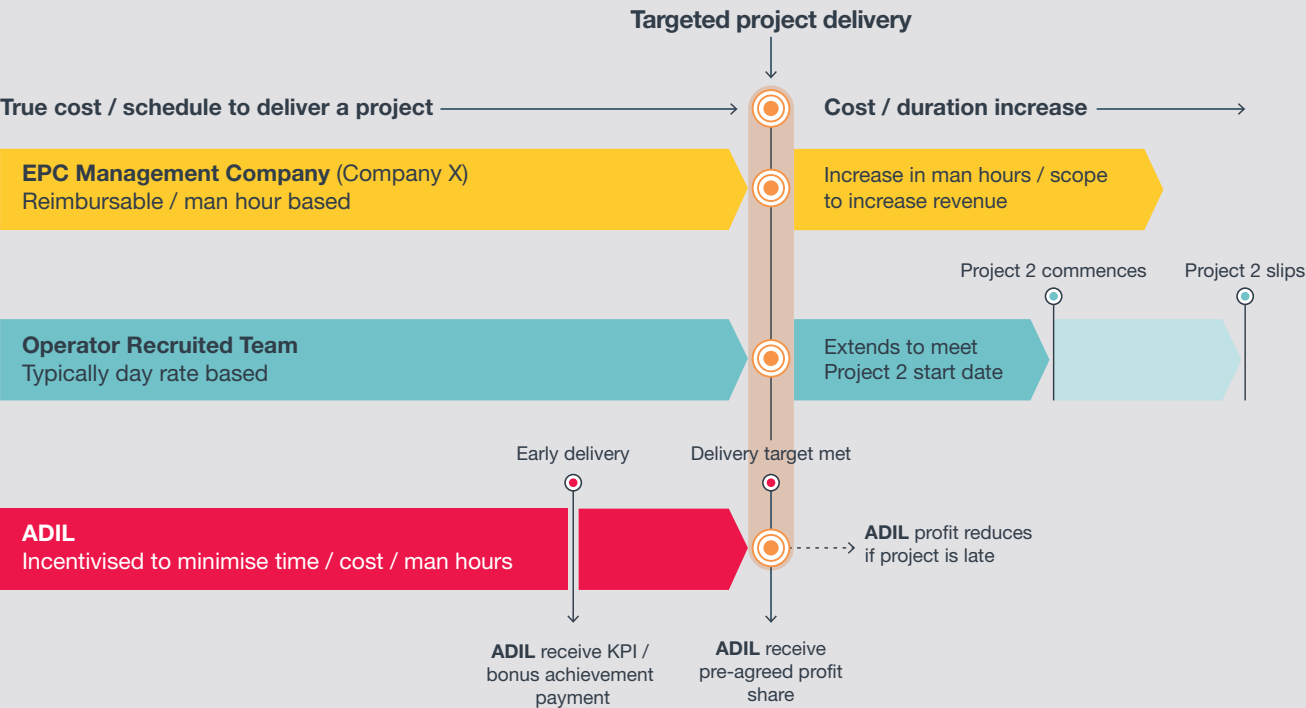 Targeted project delivery
True cost / schedule to deliver a project
Cost / duration increase
EPC Management Company (Company X)
Reimbursable / man hour based
Increase in man hours / scope
to increase revenue
Project 2 commences
Project 2 slips
Operator Recruited Team
Typically day rate based
Extends to meet
Project 2 start date
Early delivery
Delivery target met
ADIL
Incentivised to minimise time / cost / man hours
ADIL profit reduces
if project is late
ADIL receive KPI /
bonus achievement
payment
ADIL receive
pre-agreed profit
share